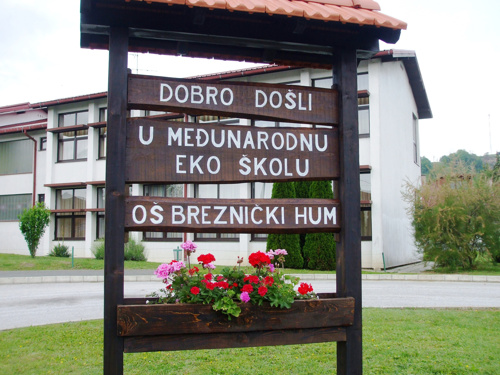 DOBRO DOŠLI
U MEĐUNARODNU
EKO ŠKOLU
OŠ BREZNIČKI HUM